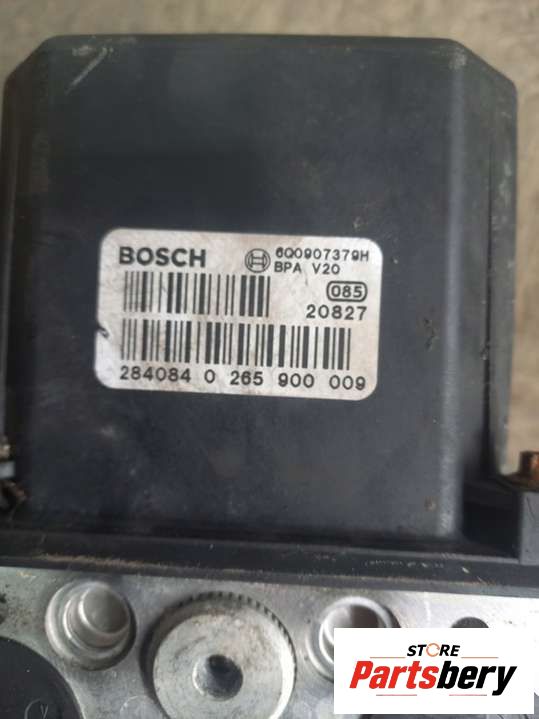 BOSCH 6Q0907379H
BPA V20
085
20827
284084 0 265 900 009
STORE
Partsbery